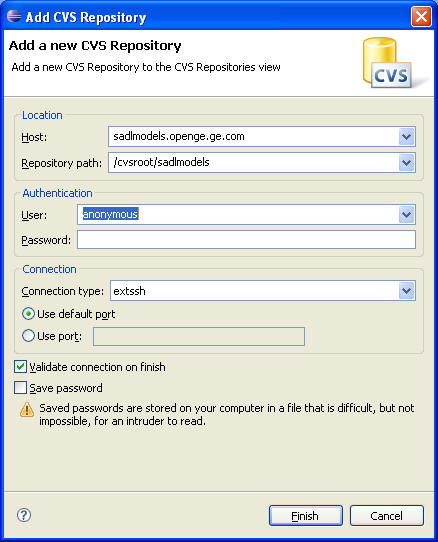 Add CVS Repository
Add a new CVS Repository
Add a new CVS Repository to the CVS Repositories view
CVS
Location
Host:
sadlmodels.openge.ge.com
Repository path:
/cvsroot/sadlmodels
Authentication
User:
anonymous
Password:
Connection
Connection type:
extssh
Use default port
Use port:
Validate connection on finish
Save password
Saved passwords are stored on your computer in a file that is difficult, but not
impossible, for an intruder to read.
?
Finish
Cancel